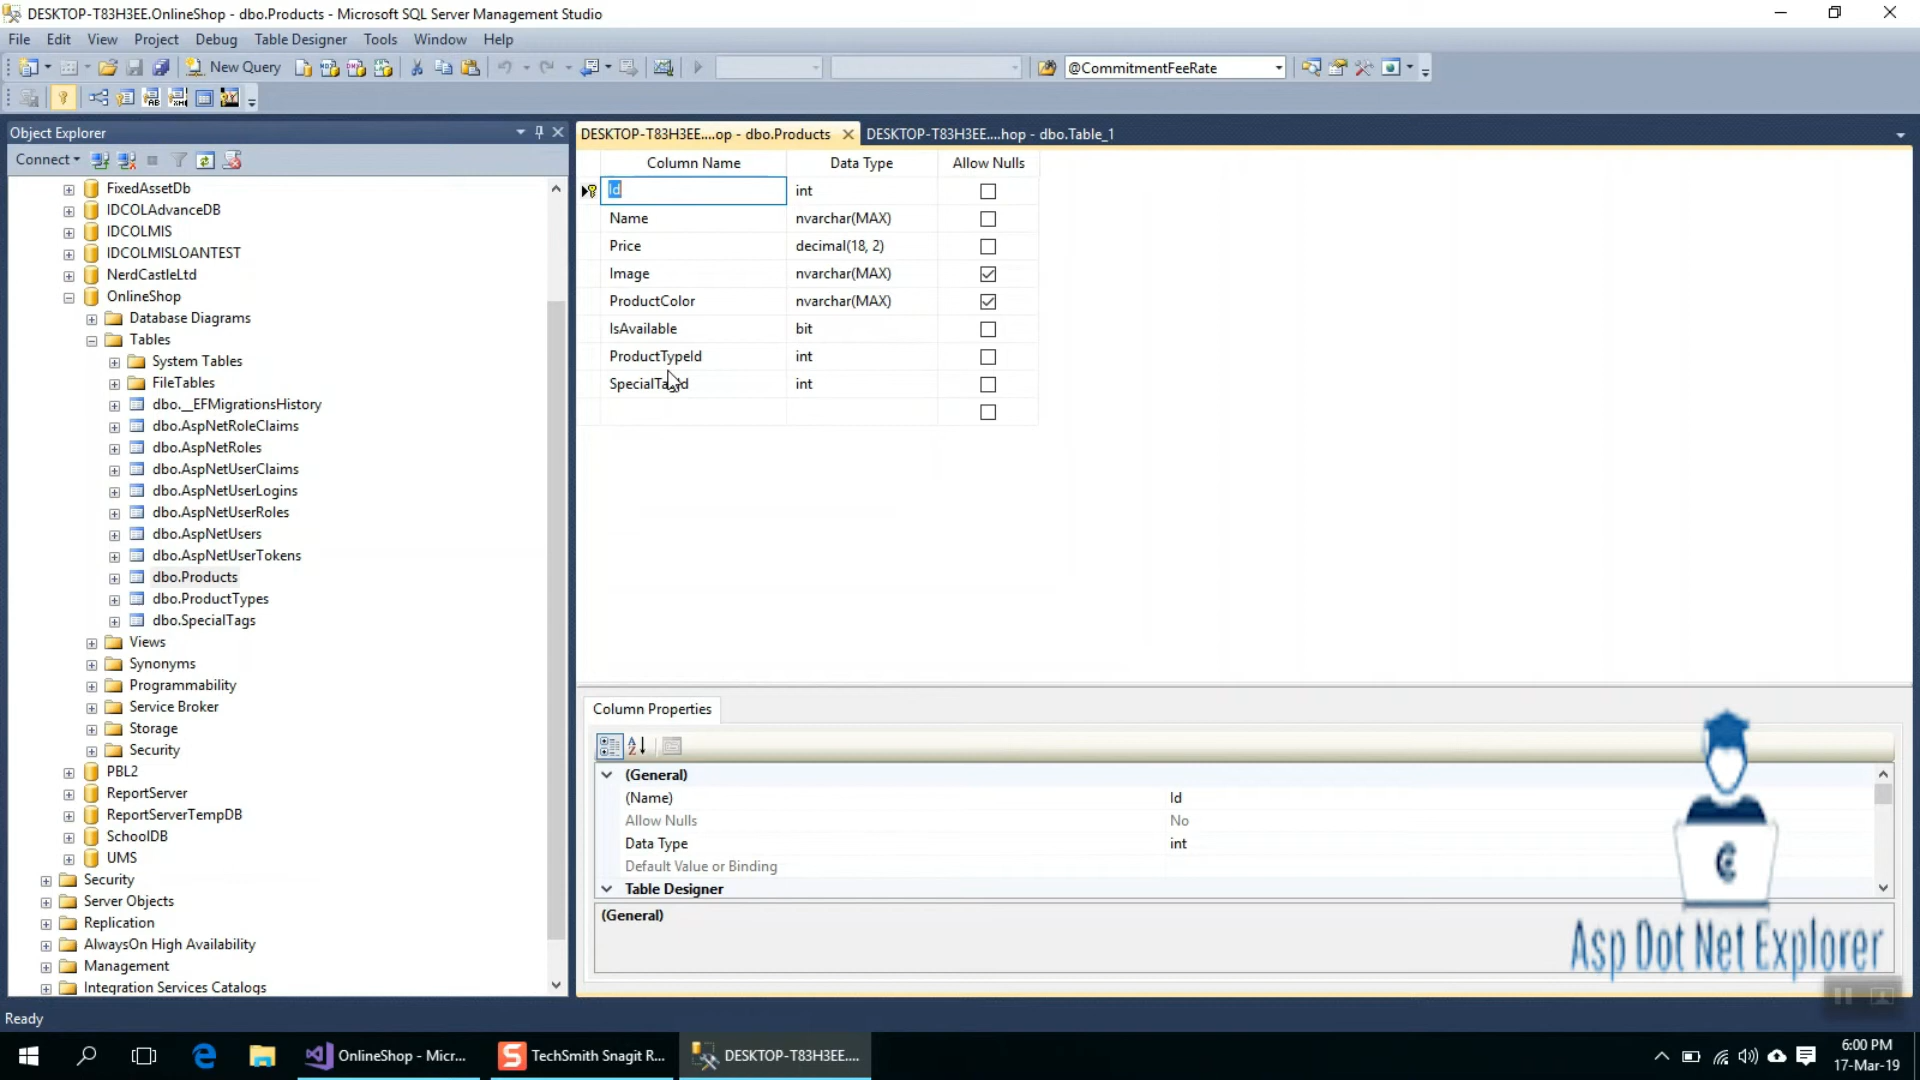 DESKTOP-T83H3EE.OnlineShop - dbo.Products - Microsoft SQL Server Management Studio
File Edit View Project Debug Table Designer Tools Window Help
New Query @CommitmentFeeRate
Object Explorer
Connect
FixedAssetDb
IDCOLAdvanceDB
IDCOLMIS
IDCOLMISLOANTEST
NerdCastleLtd
OnlineShop
Database Diagrams
Tables
System Tables
FileTables
dbo.__EFMigrationsHistory
dbo.AspNetRoleClaims
dbo.AspNetRoles
dbo.AspNetUserClaims
dbo.AspNetUserLogins
dbo.AspNetUserRoles
dbo.AspNetUsers
dbo.AspNetUserTokens
dbo.Products
dbo.ProductTypes
dbo.SpecialTags
Views
Synonyms
Programmability
Service Broker
Storage
Security
PBL2
ReportServer
ReportServerTempDB
SchoolDB
UMS
Security
Server Objects
Replication
AlwaysOn High Availability
Management
Integration Services Catalogs
DESKTOP-T83H3EE....op - dbo.Products DESKTOP-T83H3EE....hop - dbo.Table_1
Column Name Data Type Allow Nulls
Id int
Name nvarchar(MAX)
Price decimal(18, 2)
Image nvarchar(MAX)
ProductColor nvarchar(MAX)
IsAvailable bit
ProductTypeId int
int
Column Properties
(General)
(Name) Id
Allow Nulls No
Data Type int
Default Value or Binding
Table Designer
(General)
Asp Dot Net Explorer
Ready
OnlineShop - Micr...
TechSmith Snagit R...
DESKTOP-T83H3EE....
6:00 PM
17-Mar-19